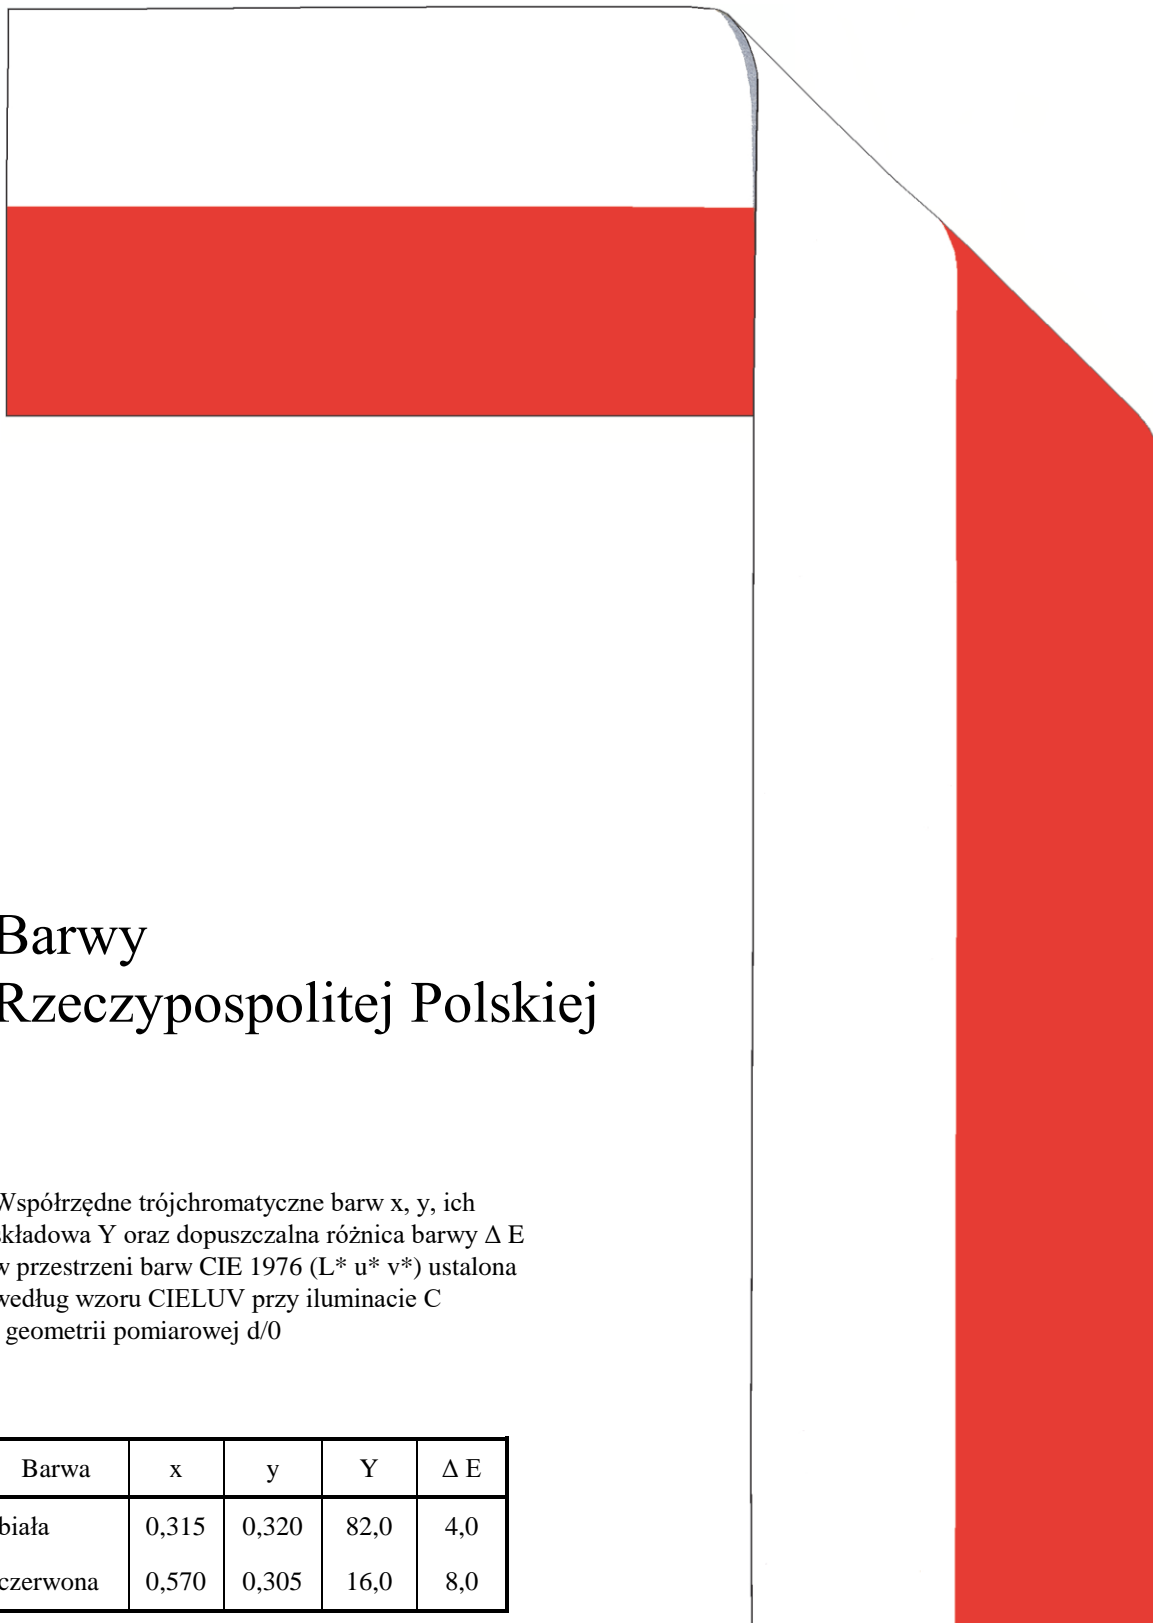 Barwy
Rzeczypospolitej Polskiej
Współrzędne trójchromatyczne barw x, y, ich
składowa Y oraz dopuszczalna różnica barwy Δ E
w przestrzeni barw CIE 1976 (L* u* v*) ustalona
według wzoru CIELUV przy iluminacie C
i geometrii pomiarowej d/0
Barwa x y Y Δ E
biała 0,315 0,320 82,0 4,0
czerwona 0,570 0,305 16,0 8,0